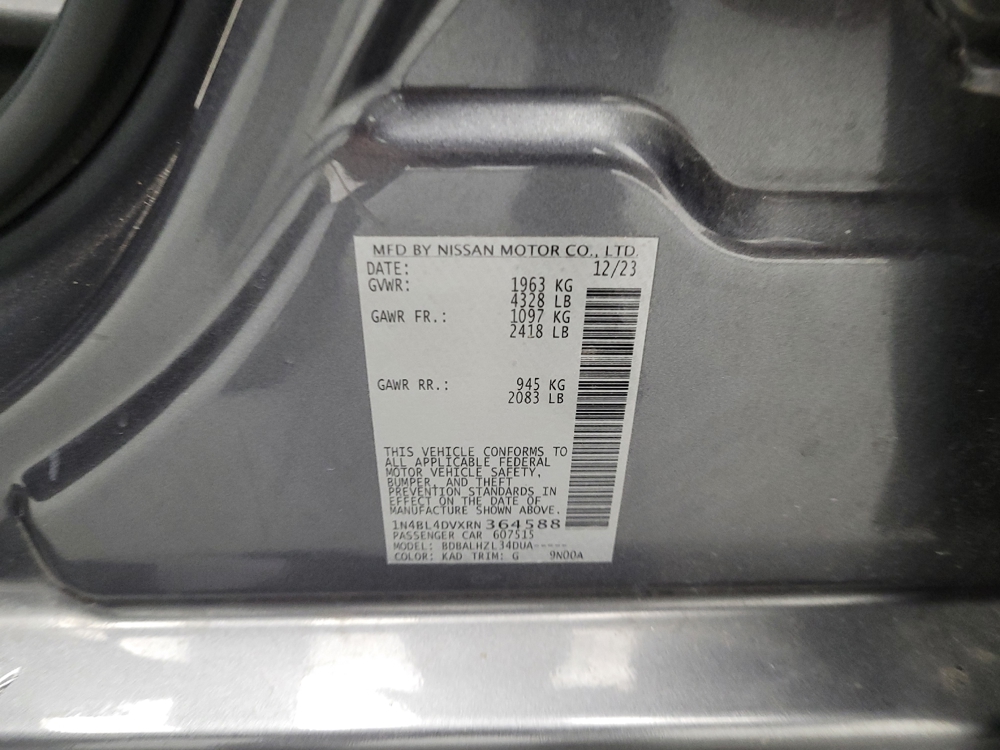 MFD BY NISSAN MOTOR CO., LTD.
DATE: 12/23
GVWR: 1963 KG
4328 LB
GAWR FR.: 1097 KG
2418 LB
GAWR RR.: 945 KG
2083 LB
THIS VEHICLE CONFORMS TO
ALL APPLICABLE FEDERAL
MOTOR VEHICLE SAFETY,
BUMPER, AND THEFT
PREVENTION STANDARDS IN
EFFECT ON THE DATE OF
MANUFACTURE SHOWN ABOVE.
1N4BL4DVXRN364588
PASSENGER CAR 607515
MODEL: BDBALHZL34DUA-----
COLOR: KAD TRIM: G 9N00A